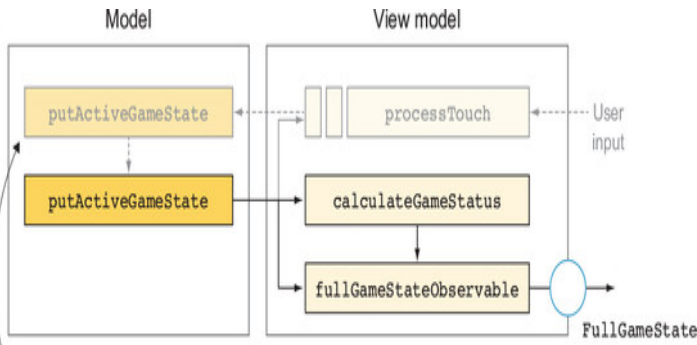 Model
View model
putActiveGameState
processTouch
User
input
putActiveGameState
calculateGameStatus
fullGameStateObservable
FullGameState